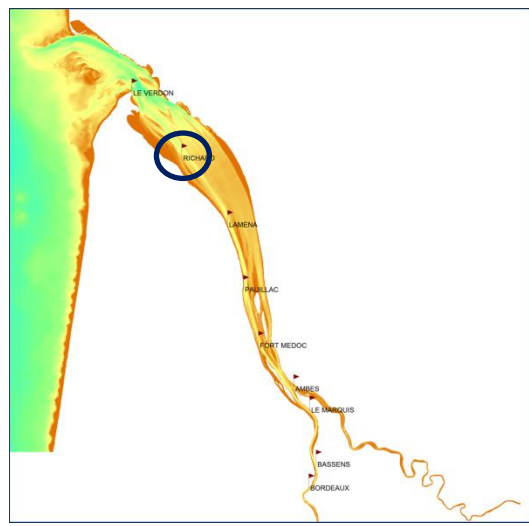 LE VERDON
RICHARD
LAMENA
PAUILLAC
FORT MEDOC
AMBES
LE MARQUIS
BASSENS
BORDEAUX